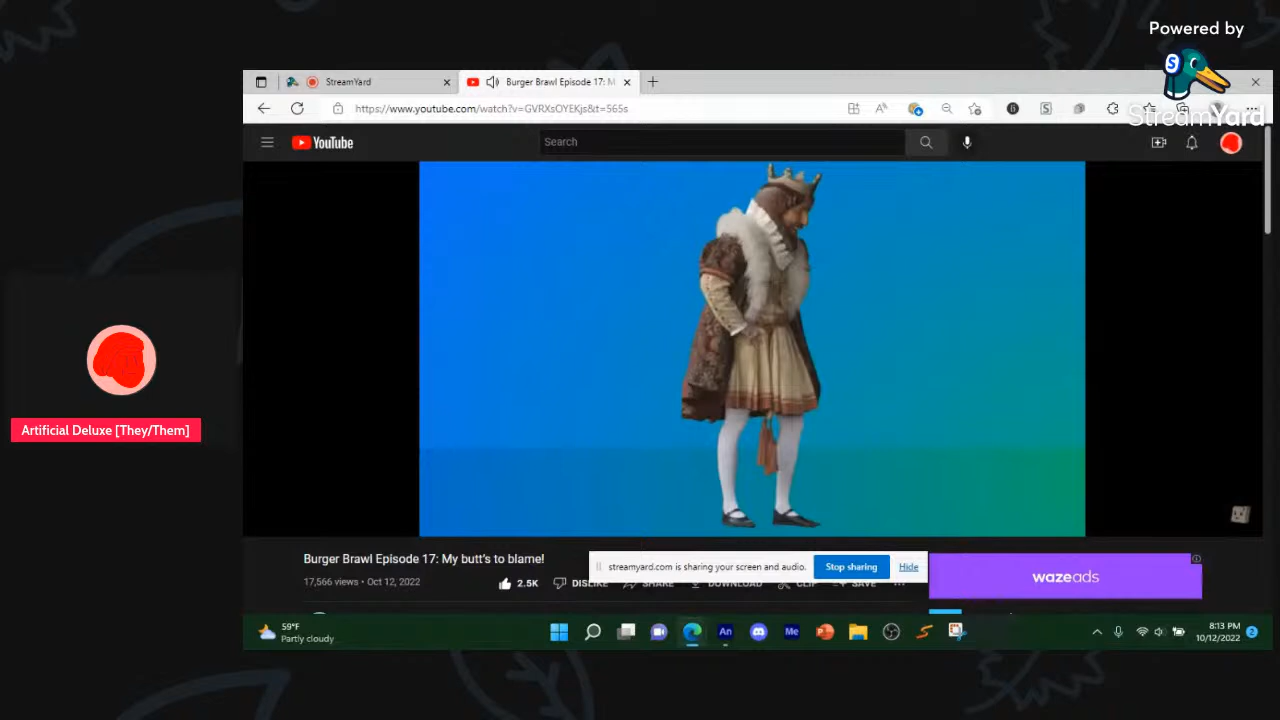 Powered by
StreamYard
StreamYard
Burger Brawl Episode 17: M
https://www.youtube.com/watch?v=GVRXsOYEKjs&t=565s
YouTube
Search
Artificial Deluxe [They/Them]
Burger Brawl Episode 17: My butt's to blame!
17,566 views • Oct 12, 2022
2.5K
DISLIKE
SHARE
DOWNLOAD
CLIP
SAVE
streamyard.com is sharing your screen and audio.
Stop sharing
Hide
wazeads
59°F
Partly cloudy
An
Me
8:13 PM
10/12/2022
2